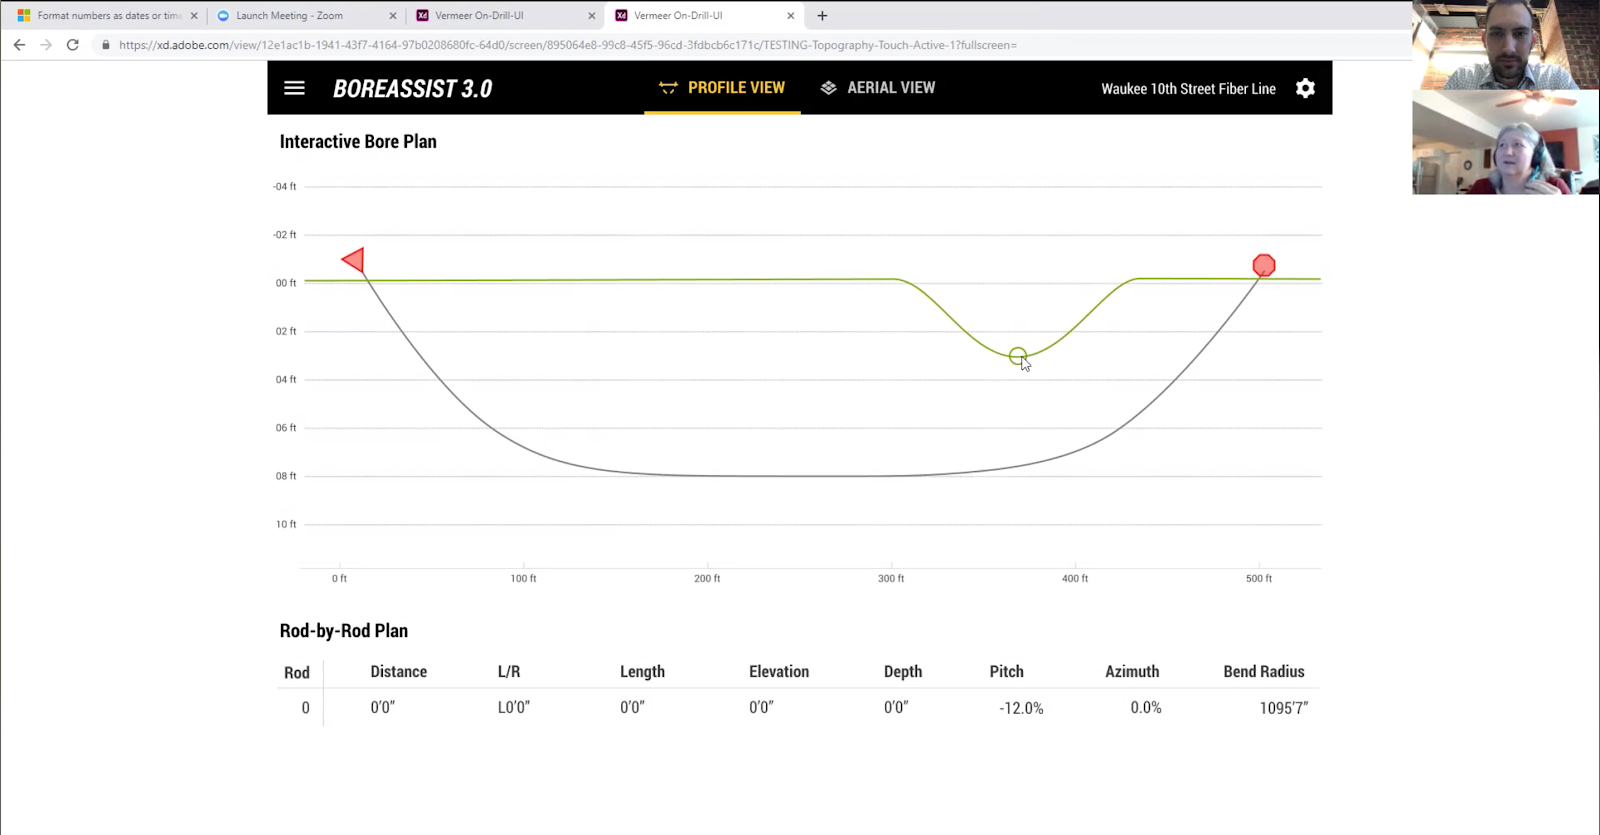 Format numbers as dates or time
Launch Meeting - Zoom
Xd Vermeer On-Drill-UI
Xd Vermeer On-Drill-UI
https://xd.adobe.com/view/12e1ac1b-1941-43f7-4164-97b0208680fc-64d0/screen/895064e8-99c8-45f5-96cd-3fdbcb6c171c/TESTING-Topography-Touch-Active-1?fullscreen=
BOREASSIST 3.0
PROFILE VIEW
AERIAL VIEW
Waukee 10th Street Fiber Line
Interactive Bore Plan
-04 ft
-02 ft
00 ft
02 ft
04 ft
06 ft
08 ft
10 ft
0 ft 100 ft 200 ft 300 ft 400 ft 500 ft
Rod-by-Rod Plan
Rod Distance L/R Length Elevation Depth Pitch Azimuth Bend Radius
0 0'0" L0'0" 0'0" 0'0" 0'0" -12.0% 0.0% 1095'7"